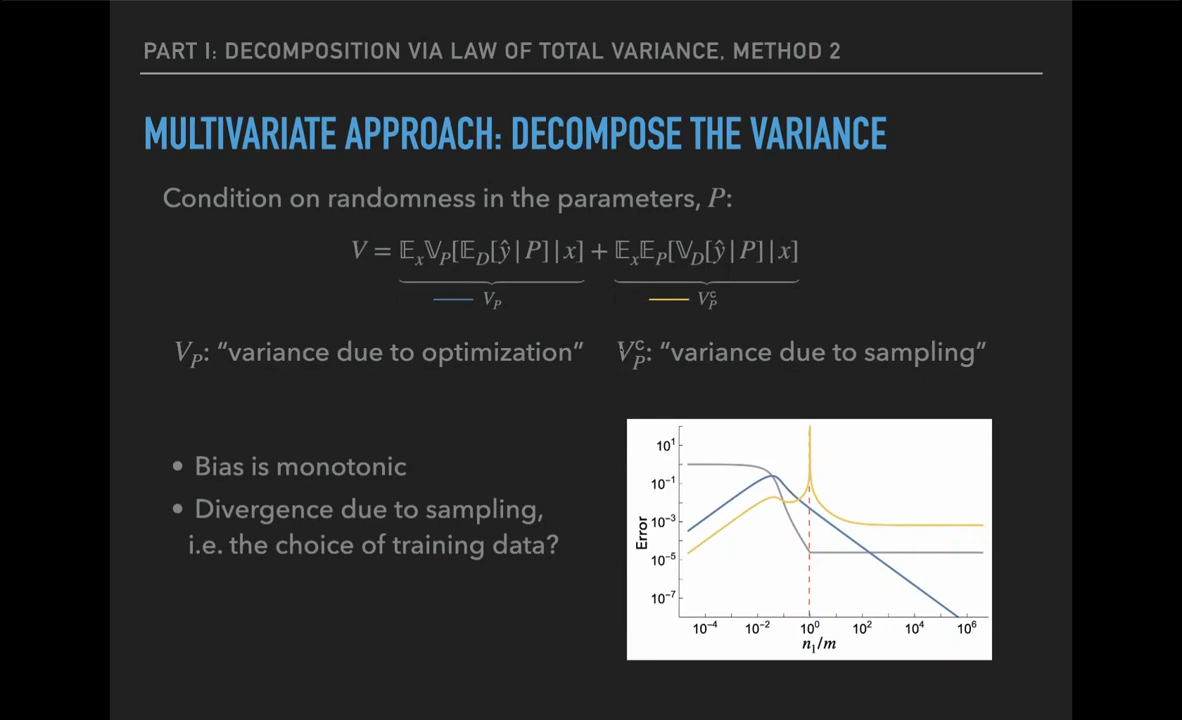 PART I: DECOMPOSITION VIA LAW OF TOTAL VARIANCE, METHOD 2
MULTIVARIATE APPROACH: DECOMPOSE THE VARIANCE
Condition on randomness in the parameters, P:
V = 𝔼ₓ𝕍_P[𝔼_D[ŷ|P]|x] + 𝔼ₓ𝔼_P[𝕍_D[ŷ|P]|x]
V_P V_P^c
V_P: “variance due to optimization” V_P^c: “variance due to sampling”
• Bias is monotonic
• Divergence due to sampling,
i.e. the choice of training data?
Error
10¹
10⁻¹
10⁻³
10⁻⁵
10⁻⁷
10⁻⁴ 10⁻² 10⁰ 10² 10⁴ 10⁶
n₁/m